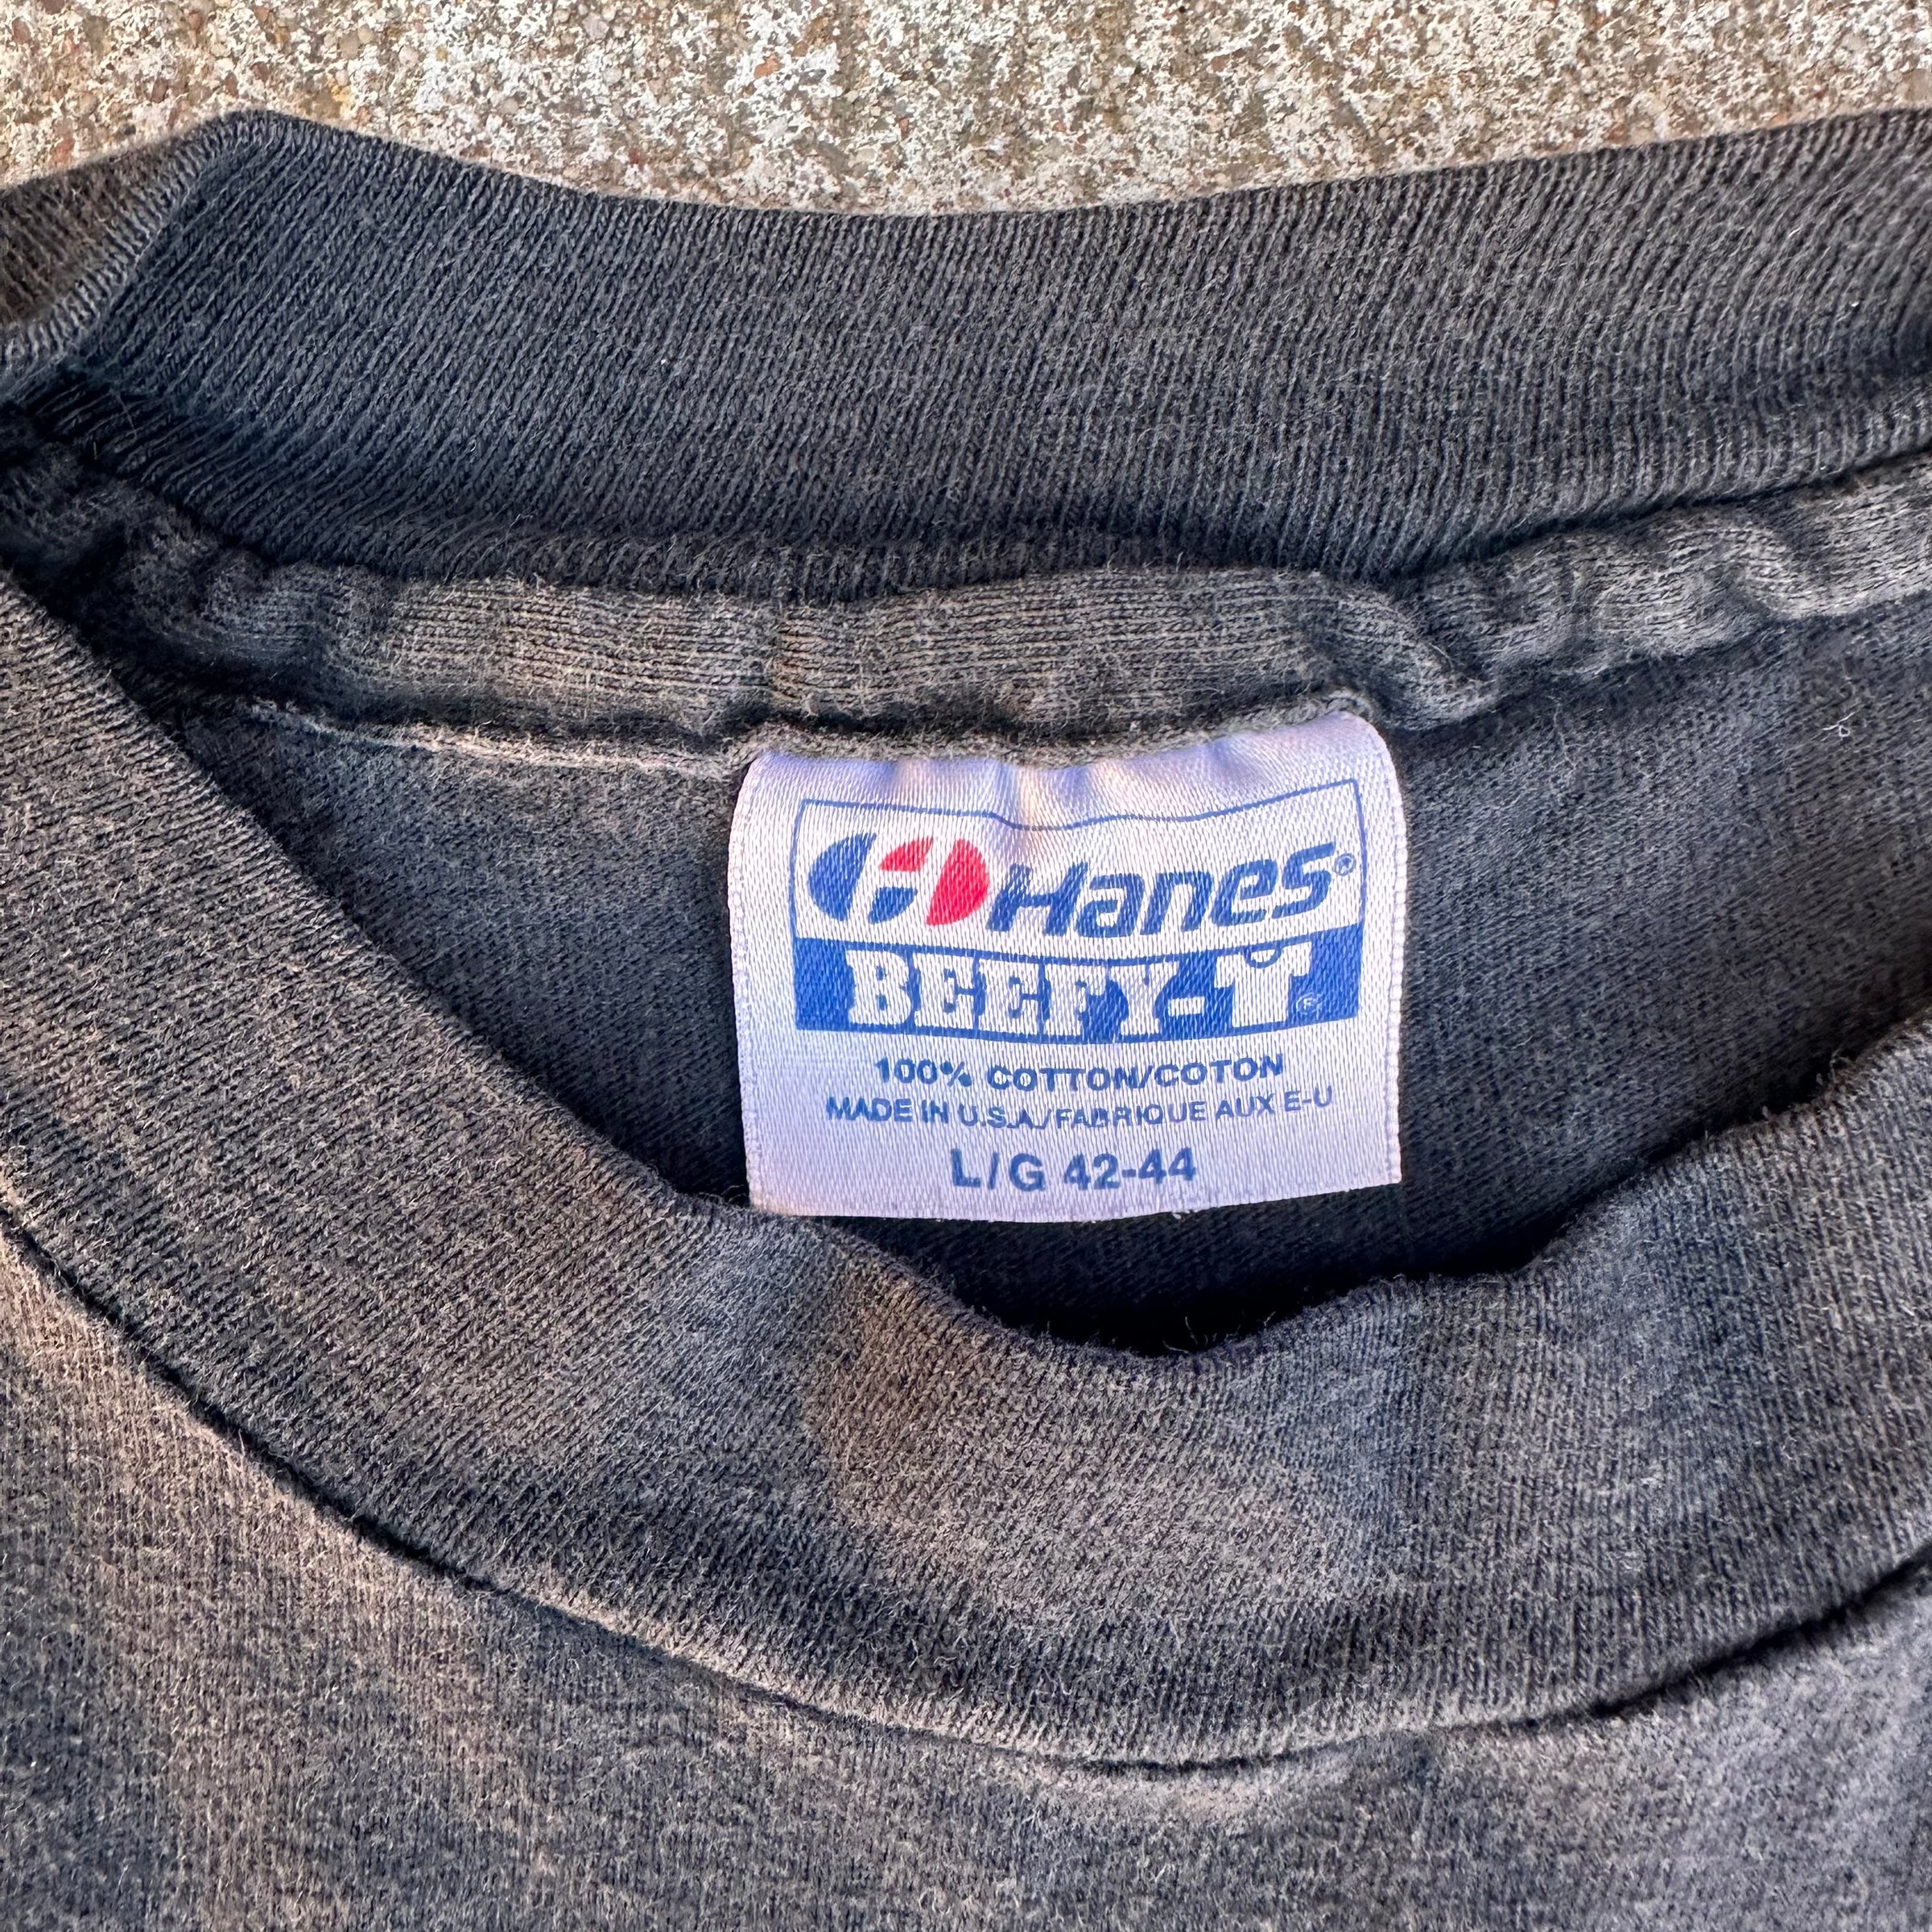 H Hanes®
BEEFY-T®
100% COTTON/COTON
MADE IN U.S.A./FABRIQUE AUX E-U
L/G 42-44